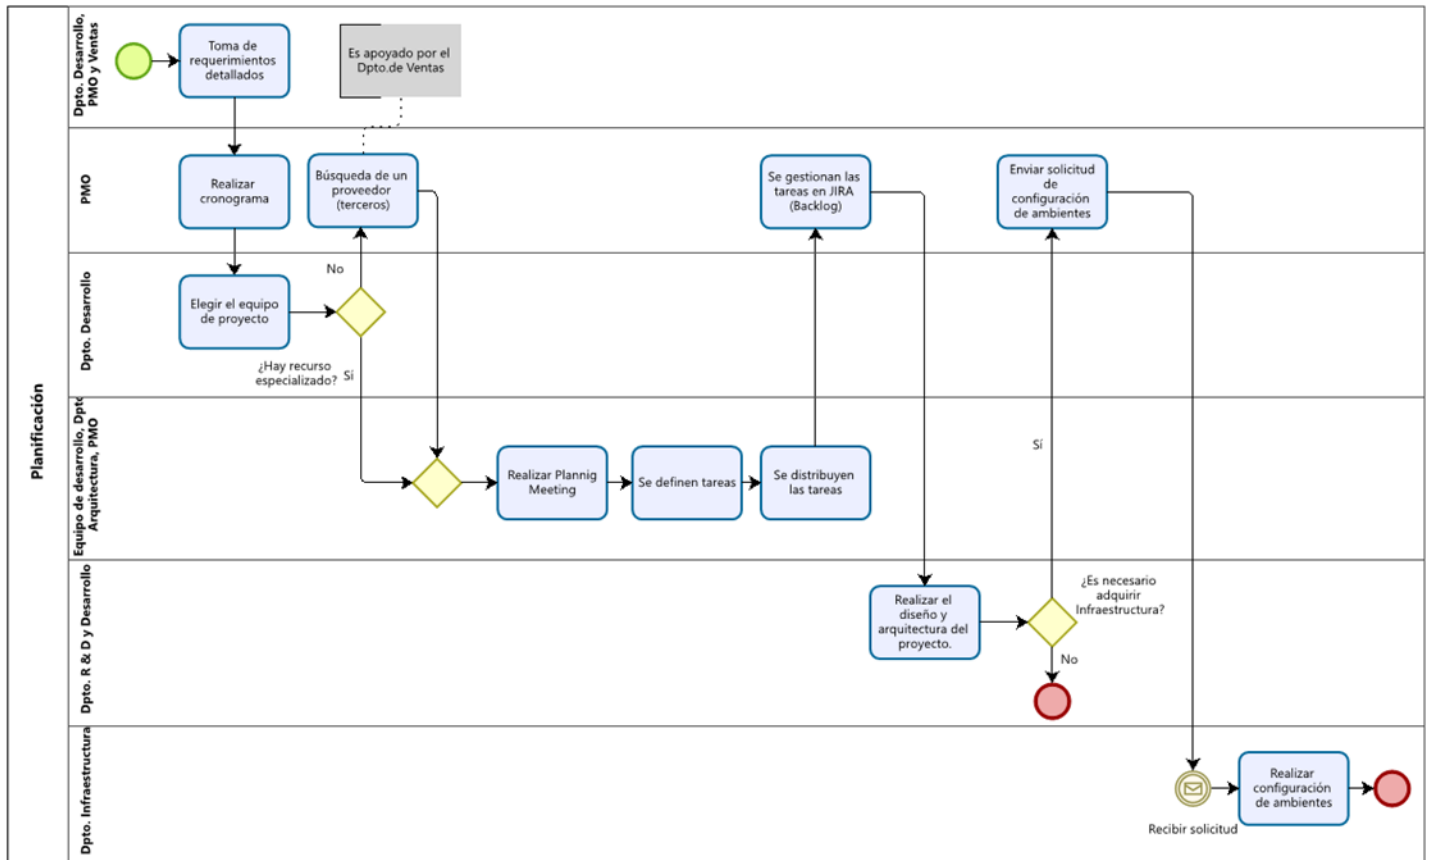 Planificación
Dpto. Desarrollo,
PMO y Ventas
Toma de
requerimientos
detallados
Es apoyado por el
Dpto.de Ventas
PMO
Realizar
cronograma
Búsqueda de un
proveedor
(terceros)
Se gestionan las
tareas en JIRA
(Backlog)
Enviar solicitud
de
configuración
de ambientes
Dpto. Desarrollo
No
Elegir el equipo
de proyecto
¿Hay recurso
especializado?
Sí
Equipo de desarrollo, Dpto
Arquitectura, PMO
Realizar Plannig
Meeting
Se definen tareas
Se distribuyen
las tareas
Sí
Dpto. R & D y Desarrollo
Realizar el
diseño y
arquitectura del
proyecto.
¿Es necesario
adquirir
Infraestructura?
No
Dpto. Infraestructura
Recibir solicitud
Realizar
configuración
de ambientes